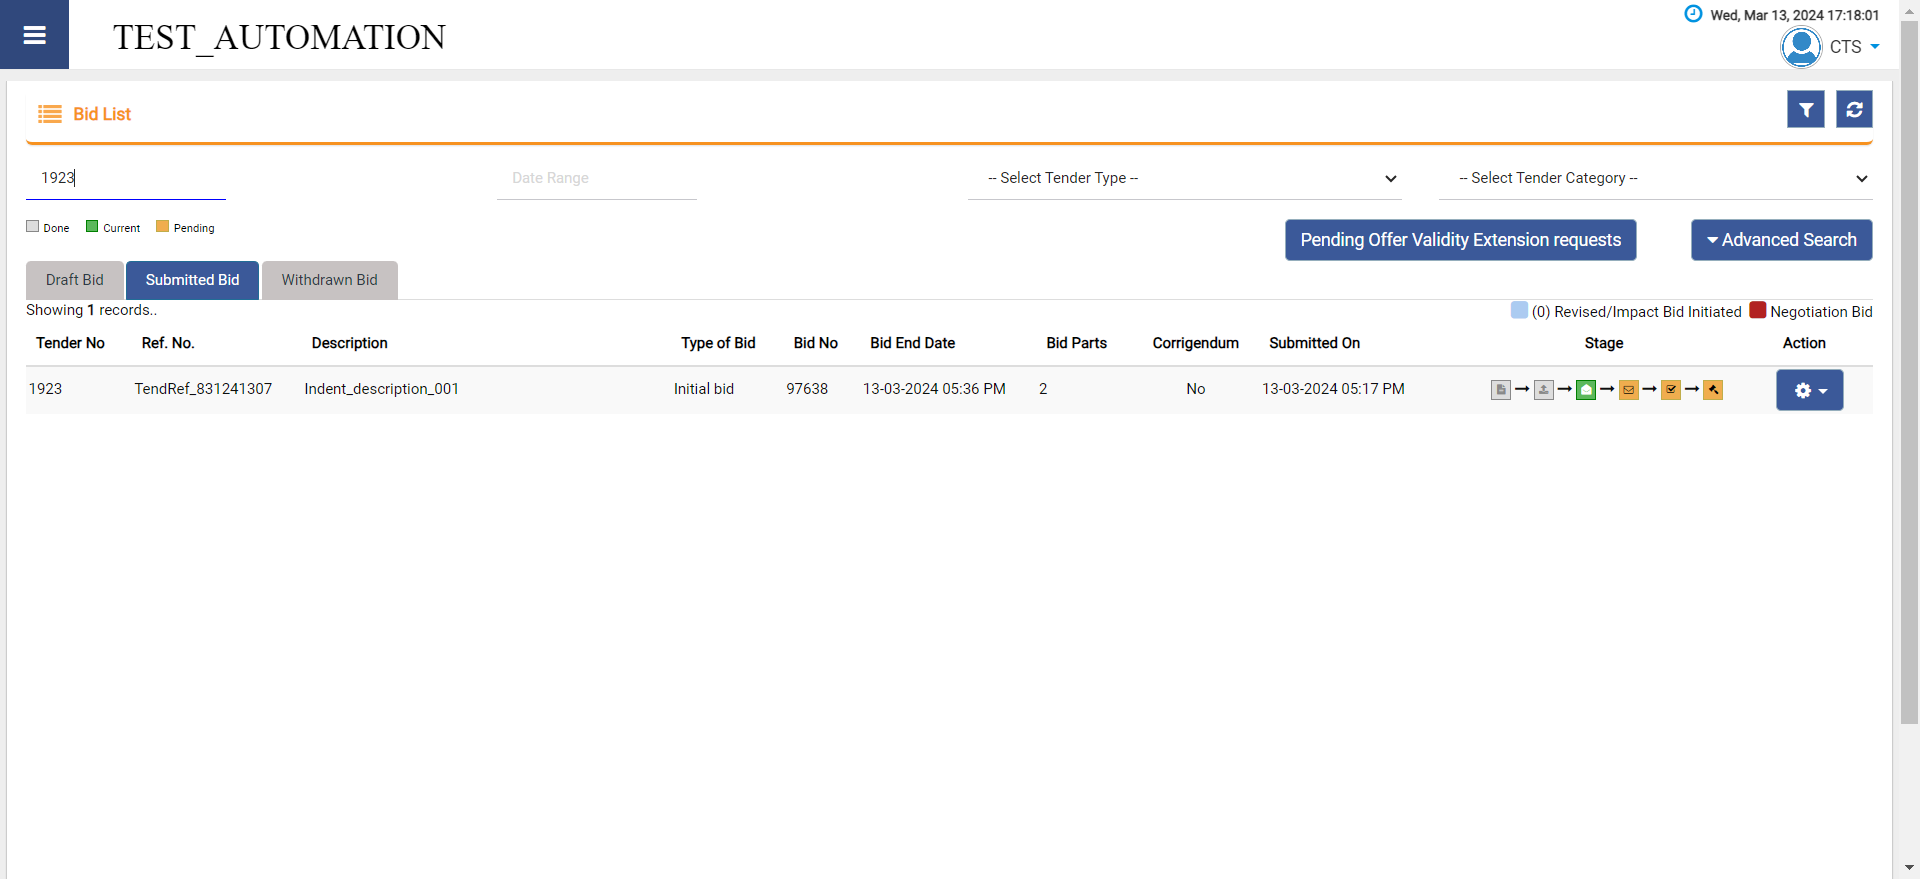 TEST_AUTOMATION
Wed, Mar 13, 2024 17:18:01
CTS
Bid List
1923
Date Range
-- Select Tender Type --
-- Select Tender Category --
Done Current Pending
Pending Offer Validity Extension requests
Advanced Search
Draft Bid Submitted Bid Withdrawn Bid
Showing 1 records..
(0) Revised/Impact Bid Initiated Negotiation Bid
Tender No Ref. No. Description Type of Bid Bid No Bid End Date Bid Parts Corrigendum Submitted On Stage Action
1923 TendRef_831241307 Indent_description_001 Initial bid 97638 13-03-2024 05:36 PM 2 No 13-03-2024 05:17 PM